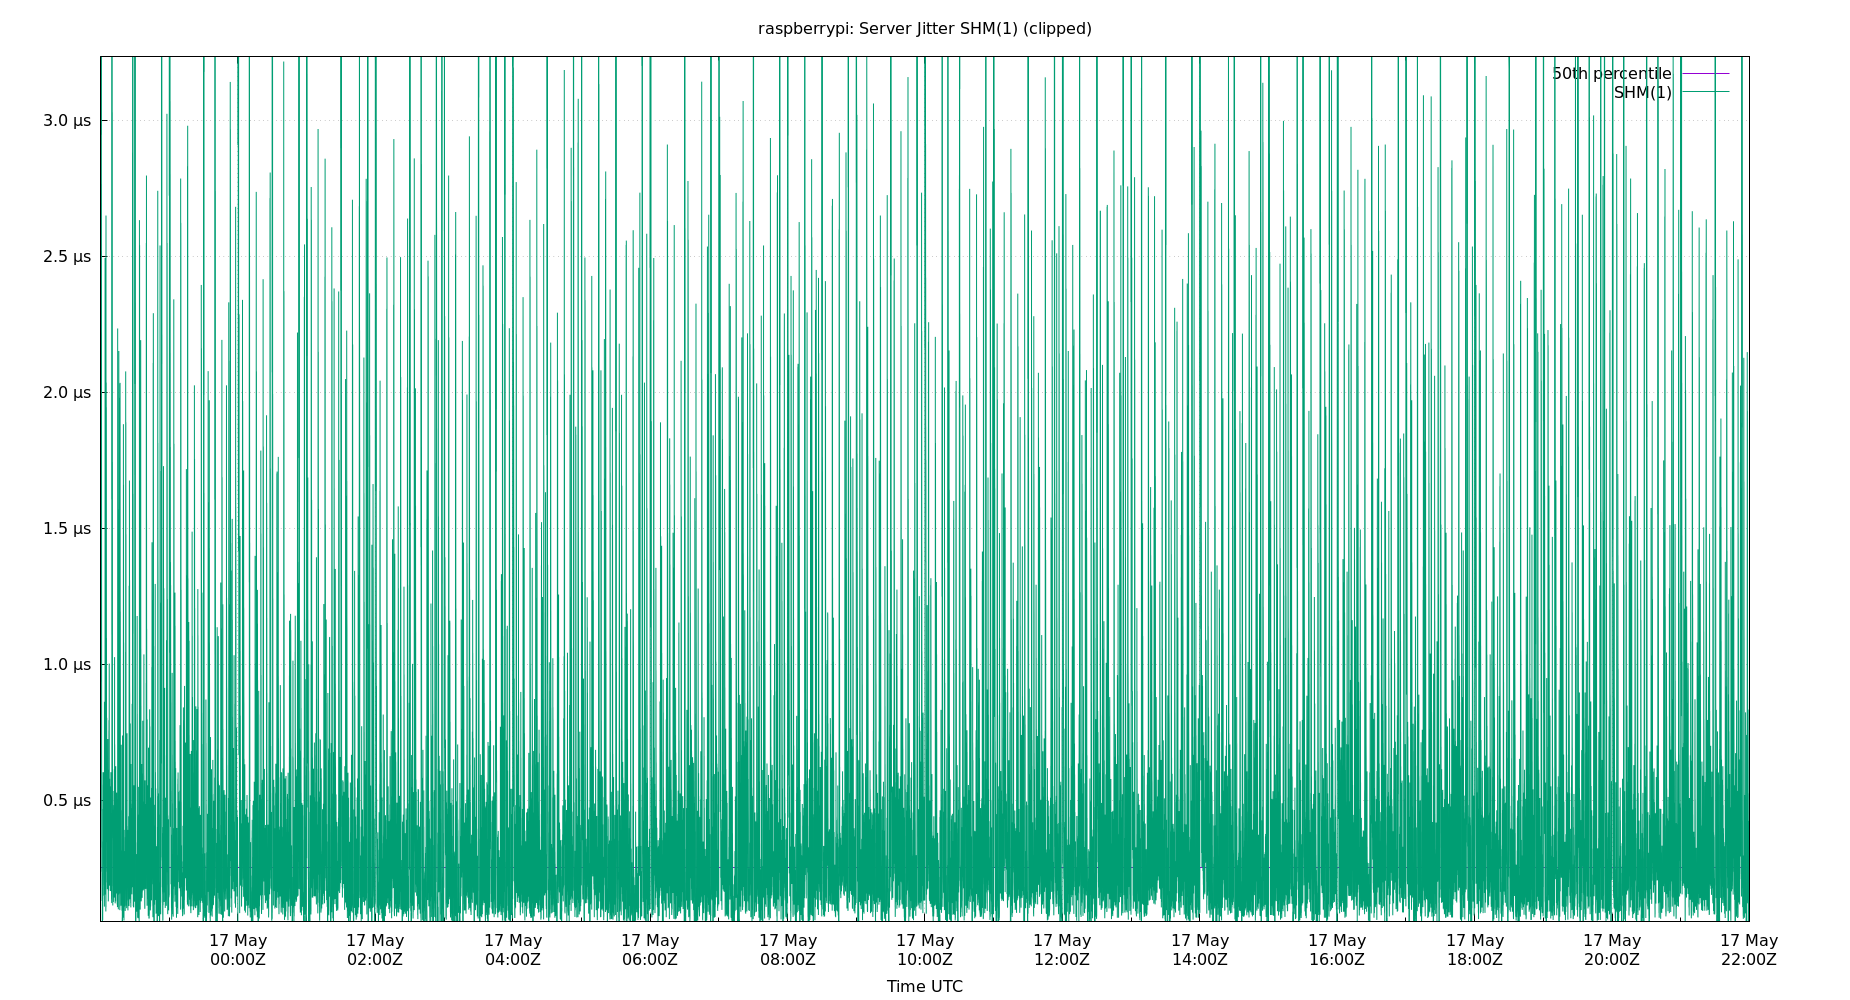 raspberrypi: Server Jitter SHM(1) (clipped)
50th percentile
SHM(1)
3.0 µs
2.5 µs
2.0 µs
1.5 µs
1.0 µs
0.5 µs
17 May 17 May 17 May 17 May 17 May 17 May 17 May 17 May 17 May 17 May 17 May 17 May
00:00Z 02:00Z 04:00Z 06:00Z 08:00Z 10:00Z 12:00Z 14:00Z 16:00Z 18:00Z 20:00Z 22:00Z
Time UTC